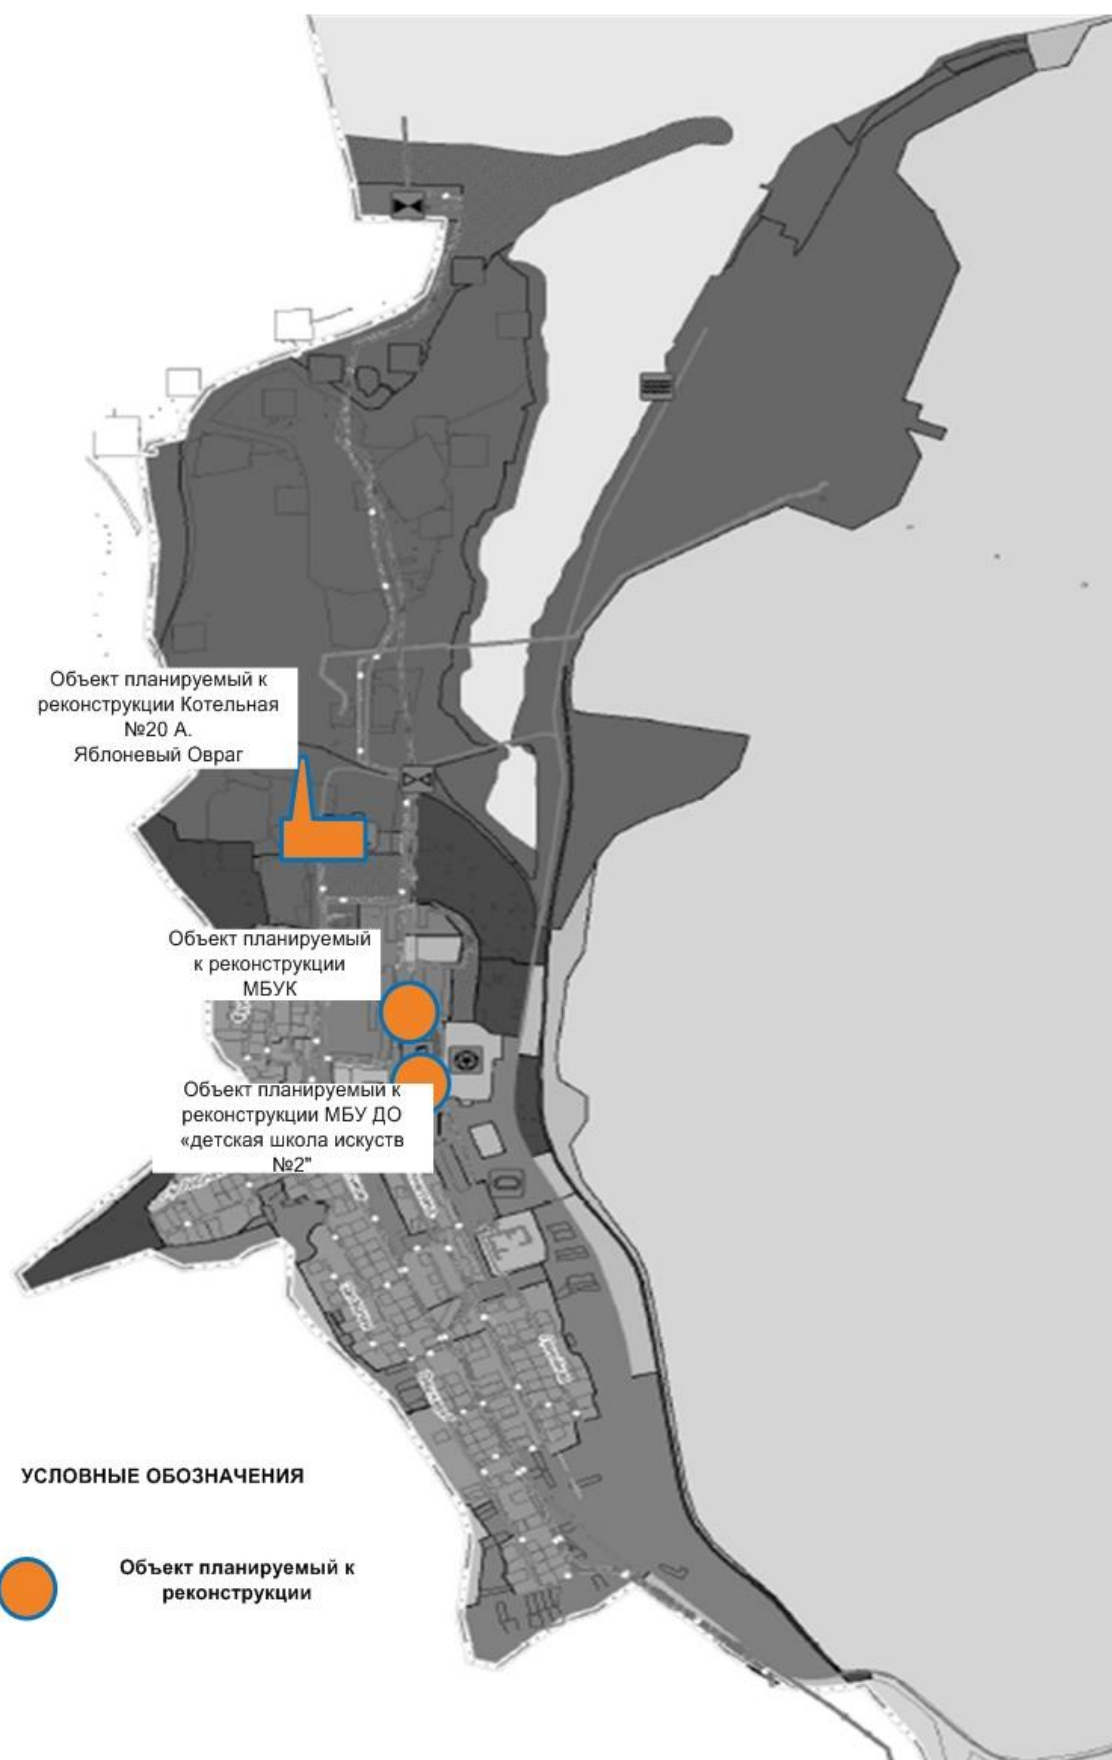 Объект планируемый к
реконструкции Котельная
№20 А.
Яблоневый Овраг
Объект планируемый
к реконструкции
МБУК
Объект планируемый к
реконструкции МБУ ДО
«детская школа искуств
№2"
УСЛОВНЫЕ ОБОЗНАЧЕНИЯ
Объект планируемый к
реконструкции